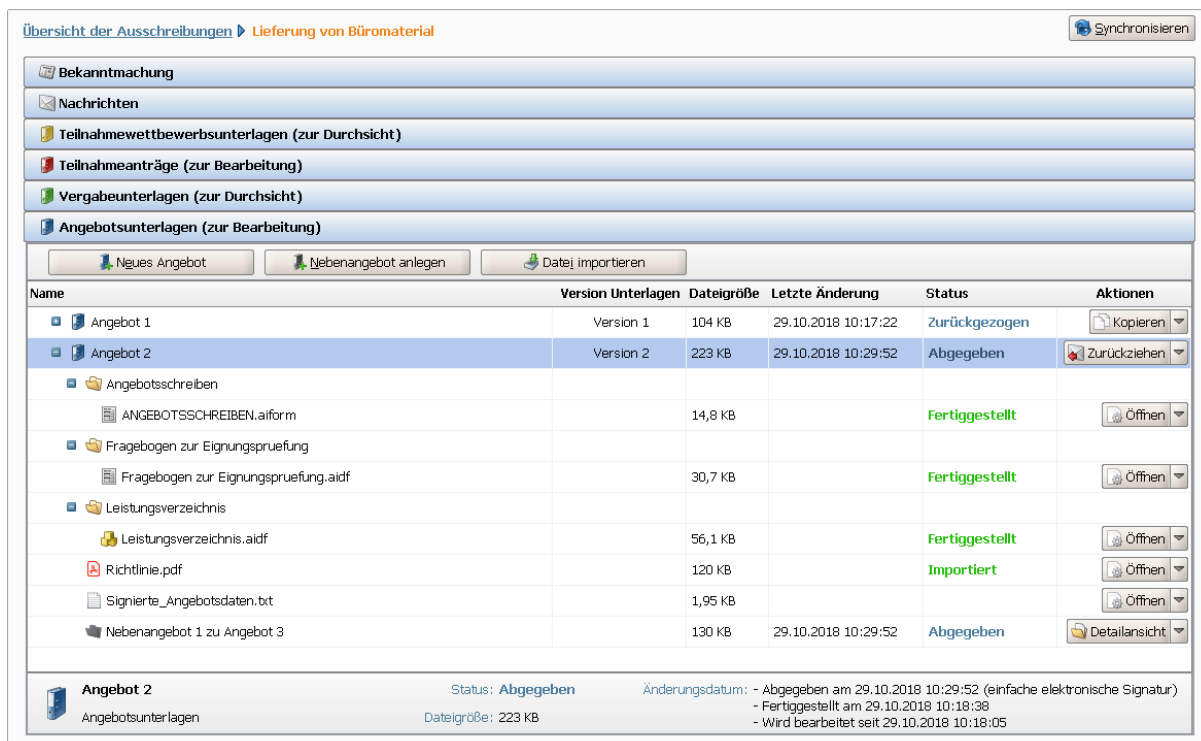 Übersicht der Ausschreibungen Lieferung von Büromaterial Synchronisieren
Bekanntmachung
Nachrichten
Teilnahmewettbewerbsunterlagen (zur Durchsicht)
Teilnahmeanträge (zur Bearbeitung)
Vergabeunterlagen (zur Durchsicht)
Angebotsunterlagen (zur Bearbeitung)
Neues Angebot Nebenangebot anlegen Datei importieren
Name Version Unterlagen Dateigröße Letzte Änderung Status Aktionen
Angebot 1 Version 1 104 KB 29.10.2018 10:17:22 Zurückgezogen Kopieren
Angebot 2 Version 2 223 KB 29.10.2018 10:29:52 Abgegeben Zurückziehen
Angebotsschreiben
ANGEBOTSSCHREIBEN.aiform 14,8 KB Fertiggestellt Öffnen
Fragebogen zur Eignungspruefung
Fragebogen zur Eignungspruefung.aidf 30,7 KB Fertiggestellt Öffnen
Leistungsverzeichnis
Leistungsverzeichnis.aidf 56,1 KB Fertiggestellt Öffnen
Richtlinie.pdf 120 KB Importiert Öffnen
Signierte_Angebotsdaten.txt 1,95 KB Öffnen
Nebenangebot 1 zu Angebot 3 130 KB 29.10.2018 10:29:52 Abgegeben Detailansicht
Angebot 2 Status: Abgegeben Änderungsdatum: - Abgegeben am 29.10.2018 10:29:52 (einfache elektronische Signatur)
- Fertiggestellt am 29.10.2018 10:18:38
Angebotsunterlagen Dateigröße: 223 KB - Wird bearbeitet seit 29.10.2018 10:18:05